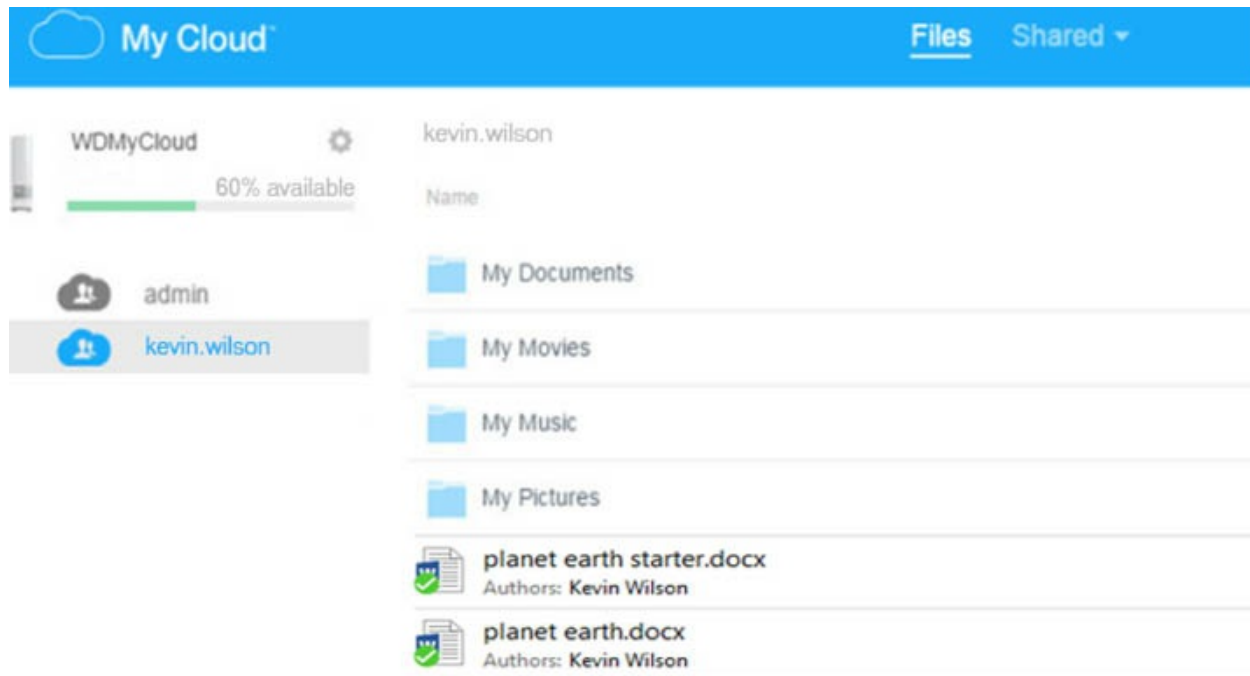 My Cloud™
Files
Shared
WDMyCloud
60% available
admin
kevin.wilson
kevin.wilson
Name
My Documents
My Movies
My Music
My Pictures
planet earth starter.docx
Authors: Kevin Wilson
planet earth.docx
Authors: Kevin Wilson